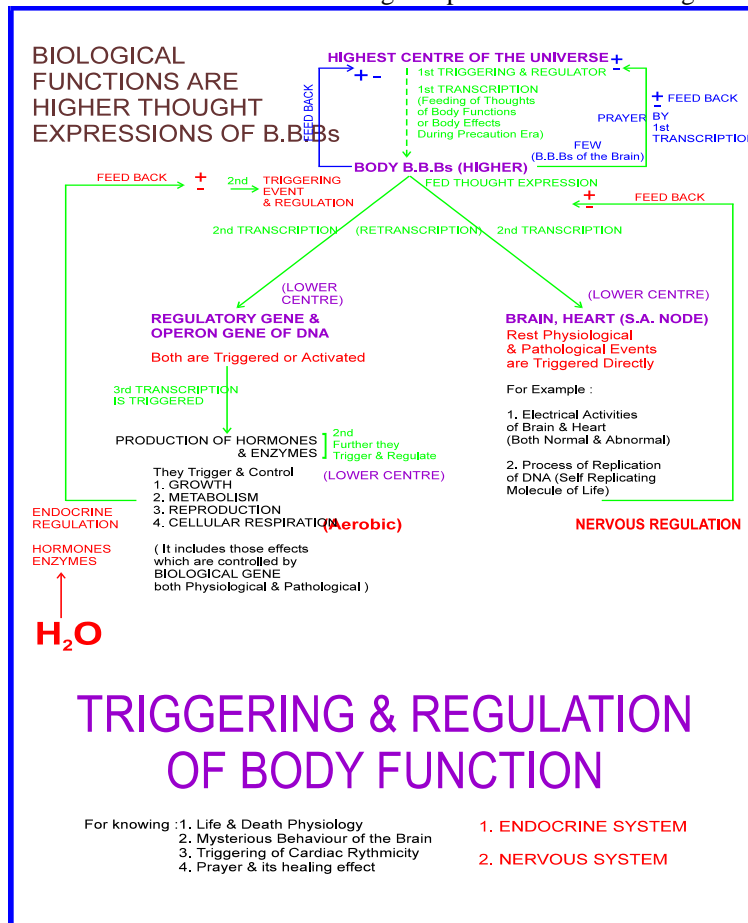 BIOLOGICAL
FUNCTIONS ARE
HIGHER THOUGHT
EXPRESSIONS OF B.B.Bs
HIGHEST CENTRE OF THE UNIVERSE + -
+ -
1st TRIGGERING & REGULATOR
1st TRANSCRIPTION
(Feeding of Thoughts
of Body Functions
or Body Effects
During Precaution Era)
FEED BACK
PRAYER
+ - FEED BACK
BY
1st
TRANSCRIPTION
FEW
(B.B.Bs of the Brain)
BODY B.B.Bs (HIGHER)
FED THOUGHT EXPRESSION
FEED BACK
+ -
2nd
TRIGGERING
EVENT
& REGULATION
+ -
FEED BACK
2nd TRANSCRIPTION (RETRANSCRIPTION) 2nd TRANSCRIPTION
(LOWER
CENTRE)
REGULATORY GENE &
OPERON GENE OF DNA
Both are Triggered or Activated
3rd TRANSCRIPTION
IS TRIGGERED
PRODUCTION OF HORMONES
& ENZYMES
2nd
Further they
Trigger & Regulate
(LOWER CENTRE)
They Trigger & Control
1. GROWTH
2. METABOLISM
3. REPRODUCTION
4. CELLULAR RESPIRATION (Aerobic)
( It includes those effects
which are controlled by
BIOLOGICAL GENE
both Physiological & Pathological )
(LOWER CENTRE)
BRAIN, HEART (S.A. NODE)
Rest Physiological
& Pathological Events
are Triggered Directly
For Example :
1. Electrical Activities
of Brain & Heart
(Both Normal & Abnormal)
2. Process of Replication
of DNA (Self Replicating
Molecule of Life)
NERVOUS REGULATION
ENDOCRINE
REGULATION
HORMONES
ENZYMES
H₂O
TRIGGERING & REGULATION
OF BODY FUNCTION
For knowing : 1. Life & Death Physiology
2. Mysterious Behaviour of the Brain
3. Triggering of Cardiac Rythmicity
4. Prayer & its healing effect
1. ENDOCRINE SYSTEM
2. NERVOUS SYSTEM